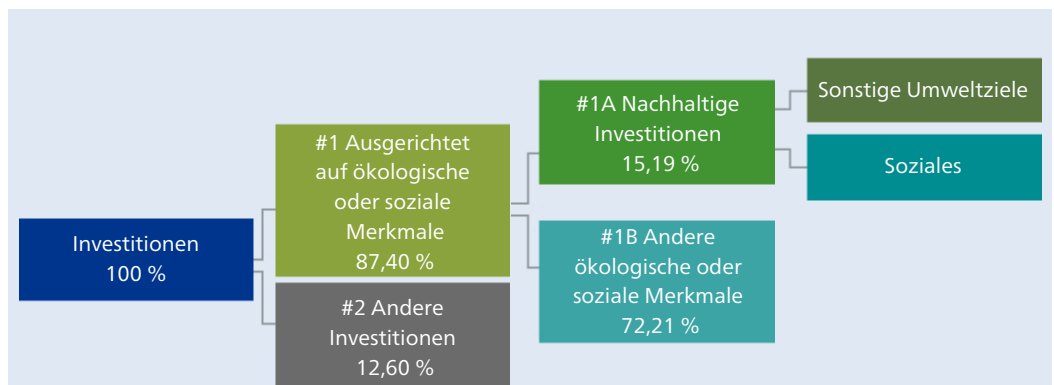 Investitionen
100 %
#1 Ausgerichtet
auf ökologische
oder soziale
Merkmale
87,40 %
#2 Andere
Investitionen
12,60 %
#1A Nachhaltige
Investitionen
15,19 %
#1B Andere
ökologische oder
soziale Merkmale
72,21 %
Sonstige Umweltziele
Soziales